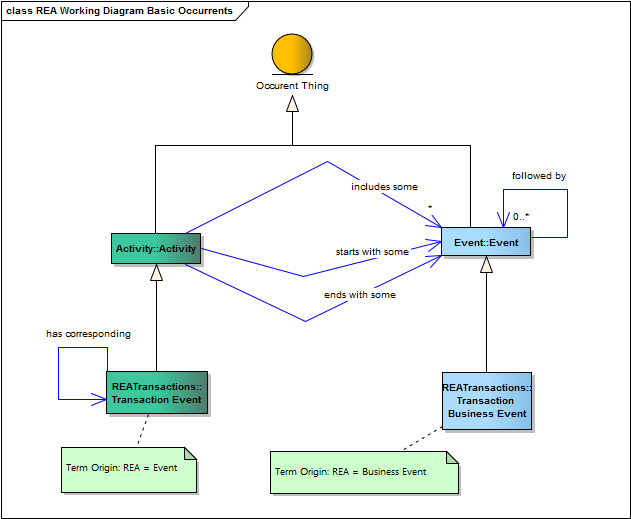 class REA Working Diagram Basic Occurrents
Occurent Thing
followed by
includes some
*
0..*
Activity::Activity
Event::Event
starts with some
ends with some
has corresponding
REATransactions::
Transaction Event
REATransactions::
Transaction
Business Event
Term Origin: REA = Event
Term Origin: REA = Business Event